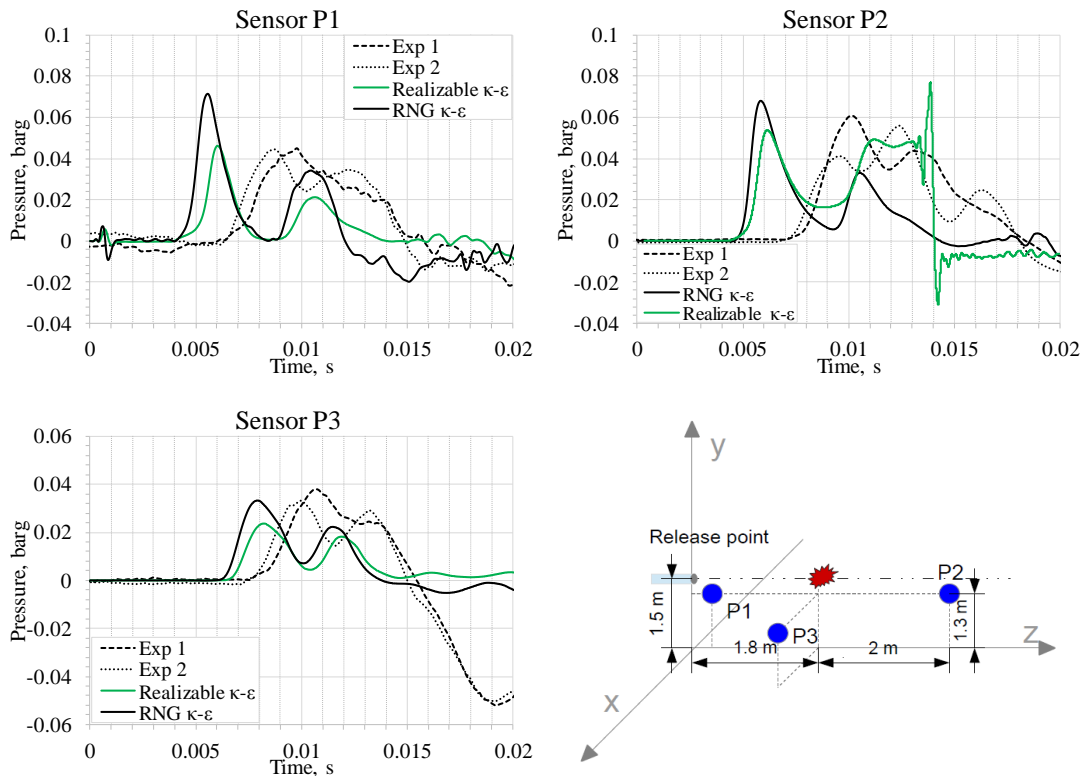 Sensor P1
0.1
0.08
0.06
0.04
0.02
0
-0.02
-0.04
Pressure, barg
Exp 1
Exp 2
Realizable κ-ε
RNG κ-ε
0 0.005 0.01 0.015 0.02
Time, s
Sensor P2
0.1
0.08
0.06
0.04
0.02
0
-0.02
-0.04
Pressure, barg
Exp 1
Exp 2
RNG κ-ε
Realizable κ-ε
0 0.005 0.01 0.015 0.02
Time, s
Sensor P3
0.06
0.04
0.02
0
-0.02
-0.04
-0.06
Pressure, barg
Exp 1
Exp 2
Realizable κ-ε
RNG κ-ε
0 0.005 0.01 0.015 0.02
Time, s
y
Release point
P2
P1
P3
1.5 m
1.3 m
1.8 m
2 m
z
x